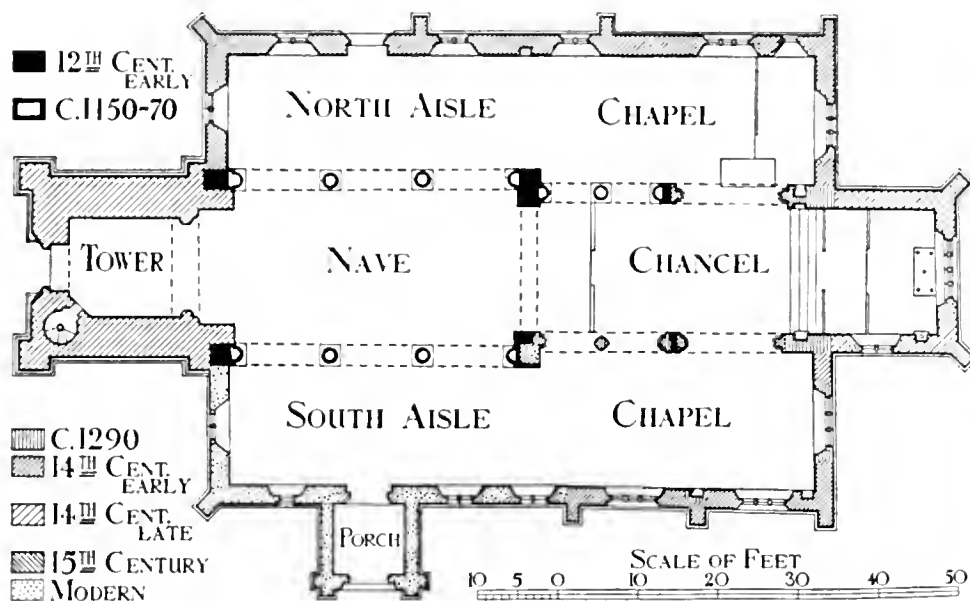 12TH CENT.
EARLY
C.1150-70
NORTH AISLE
CHAPEL
TOWER
NAVE
CHANCEL
SOUTH AISLE
CHAPEL
C.1290
14TH CENT.
EARLY
14TH CENT.
LATE
15TH CENTURY
MODERN
PORCH
SCALE OF FEET
10 5 0 10 20 30 40 50